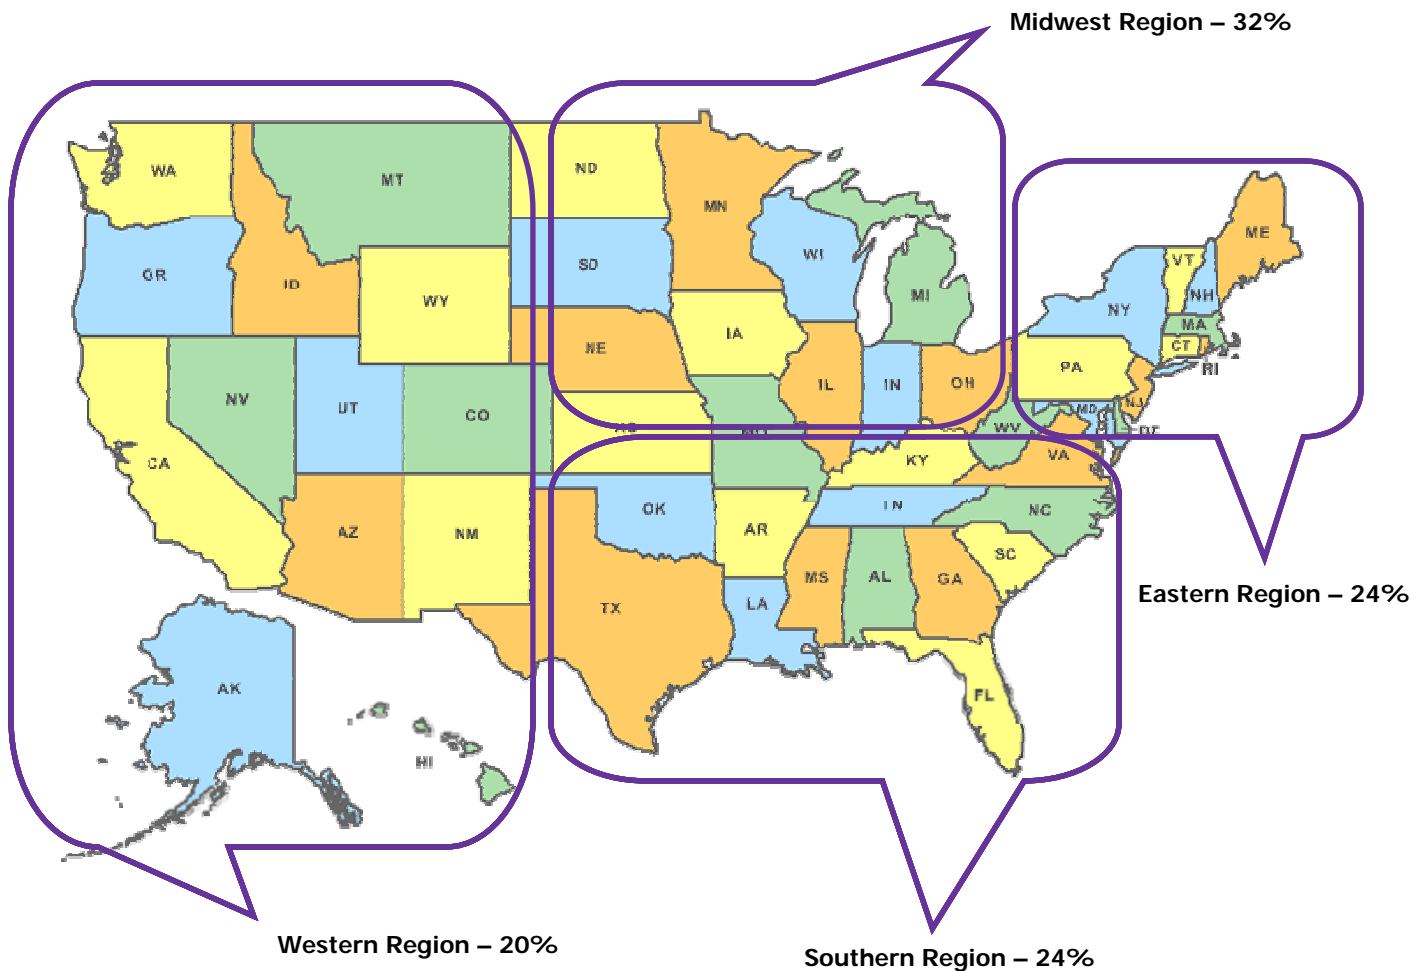 Midwest Region – 32%
WA
MT
ND
MN
WI
MI
ME
VT
NH
NY
MA
CT
RI
OR
ID
WY
SD
IA
NE
PA
NJ
MD
NV
UT
CO
IL
IN
OH
WV
VA
CA
KY
AZ
NM
OK
AR
TN
NC
SC
MS
AL
GA
TX
LA
FL
AK
HI
Eastern Region – 24%
Western Region – 20%
Southern Region – 24%